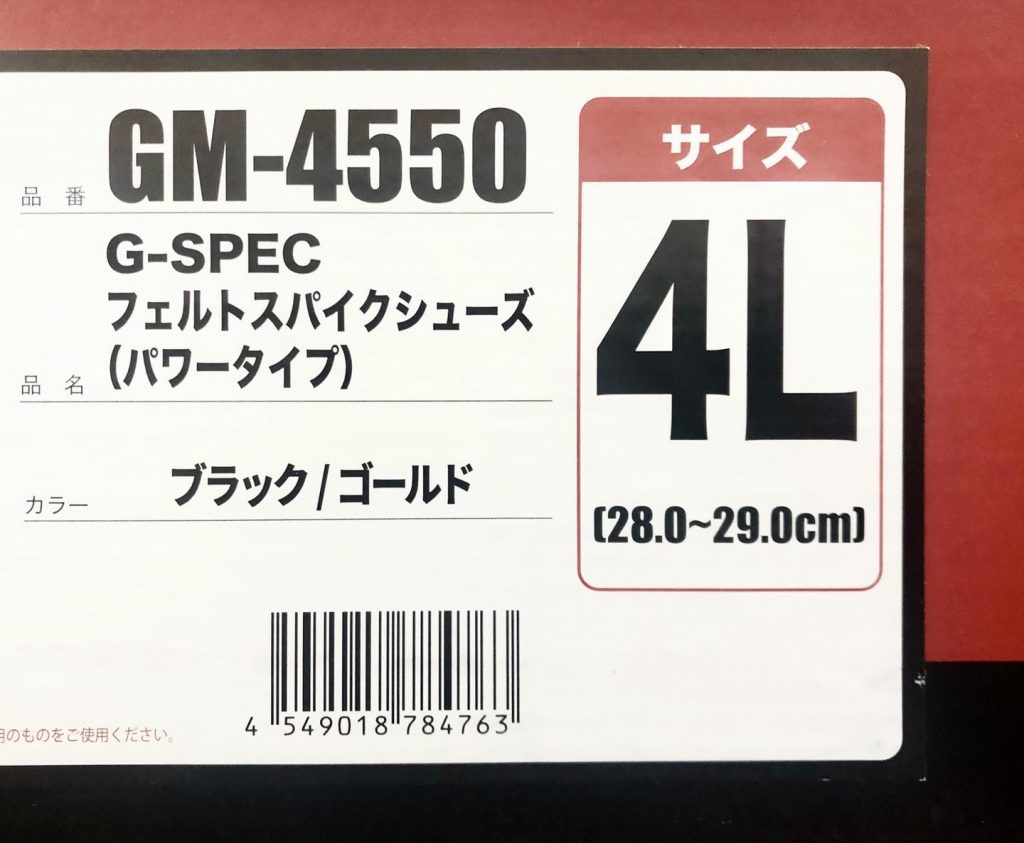 品番 GM-4550
G-SPEC
フェルトスパイクシューズ
品名 (パワータイプ)
カラー ブラック/ゴールド
サイズ
4L
(28.0~29.0cm)
4 549018 784763
用のものをご使用ください。